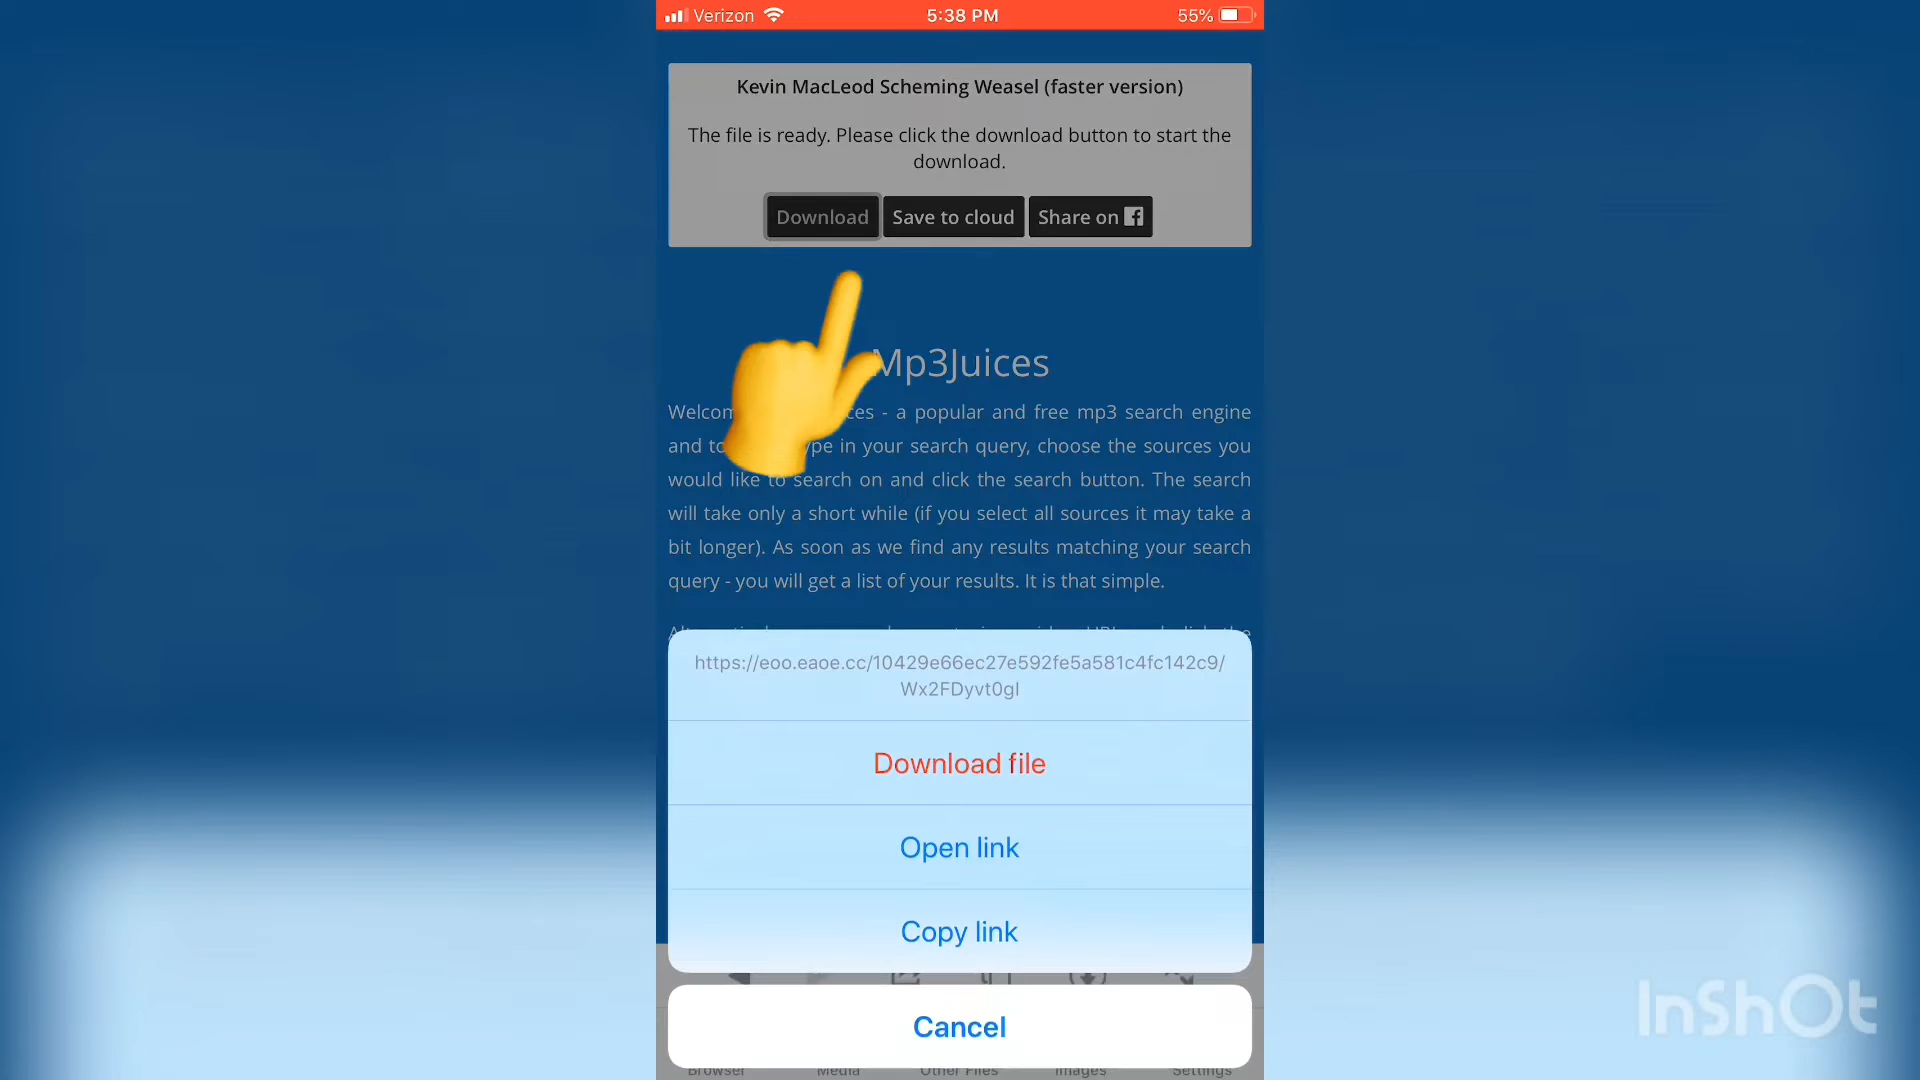 Verizon 5:38 PM 55%
Kevin MacLeod Scheming Weasel (faster version)
The file is ready. Please click the download button to start the
download.
Download Save to cloud Share on
Mp3Juices
- a popular and free mp3 search engine
and in your search query, choose the sources you
would like to search on and click the search button. The search
will take only a short while (if you select all sources it may take a
bit longer). As soon as we find any results matching your search
query - you will get a list of your results. It is that simple.
https://eoo.eaoe.cc/10429e66ec27e592fe5a581c4fc142c9/
Wx2FDyvt0gI
Download file
Open link
Copy link
Cancel
Browser Media Other Files Images Settings
InShOt